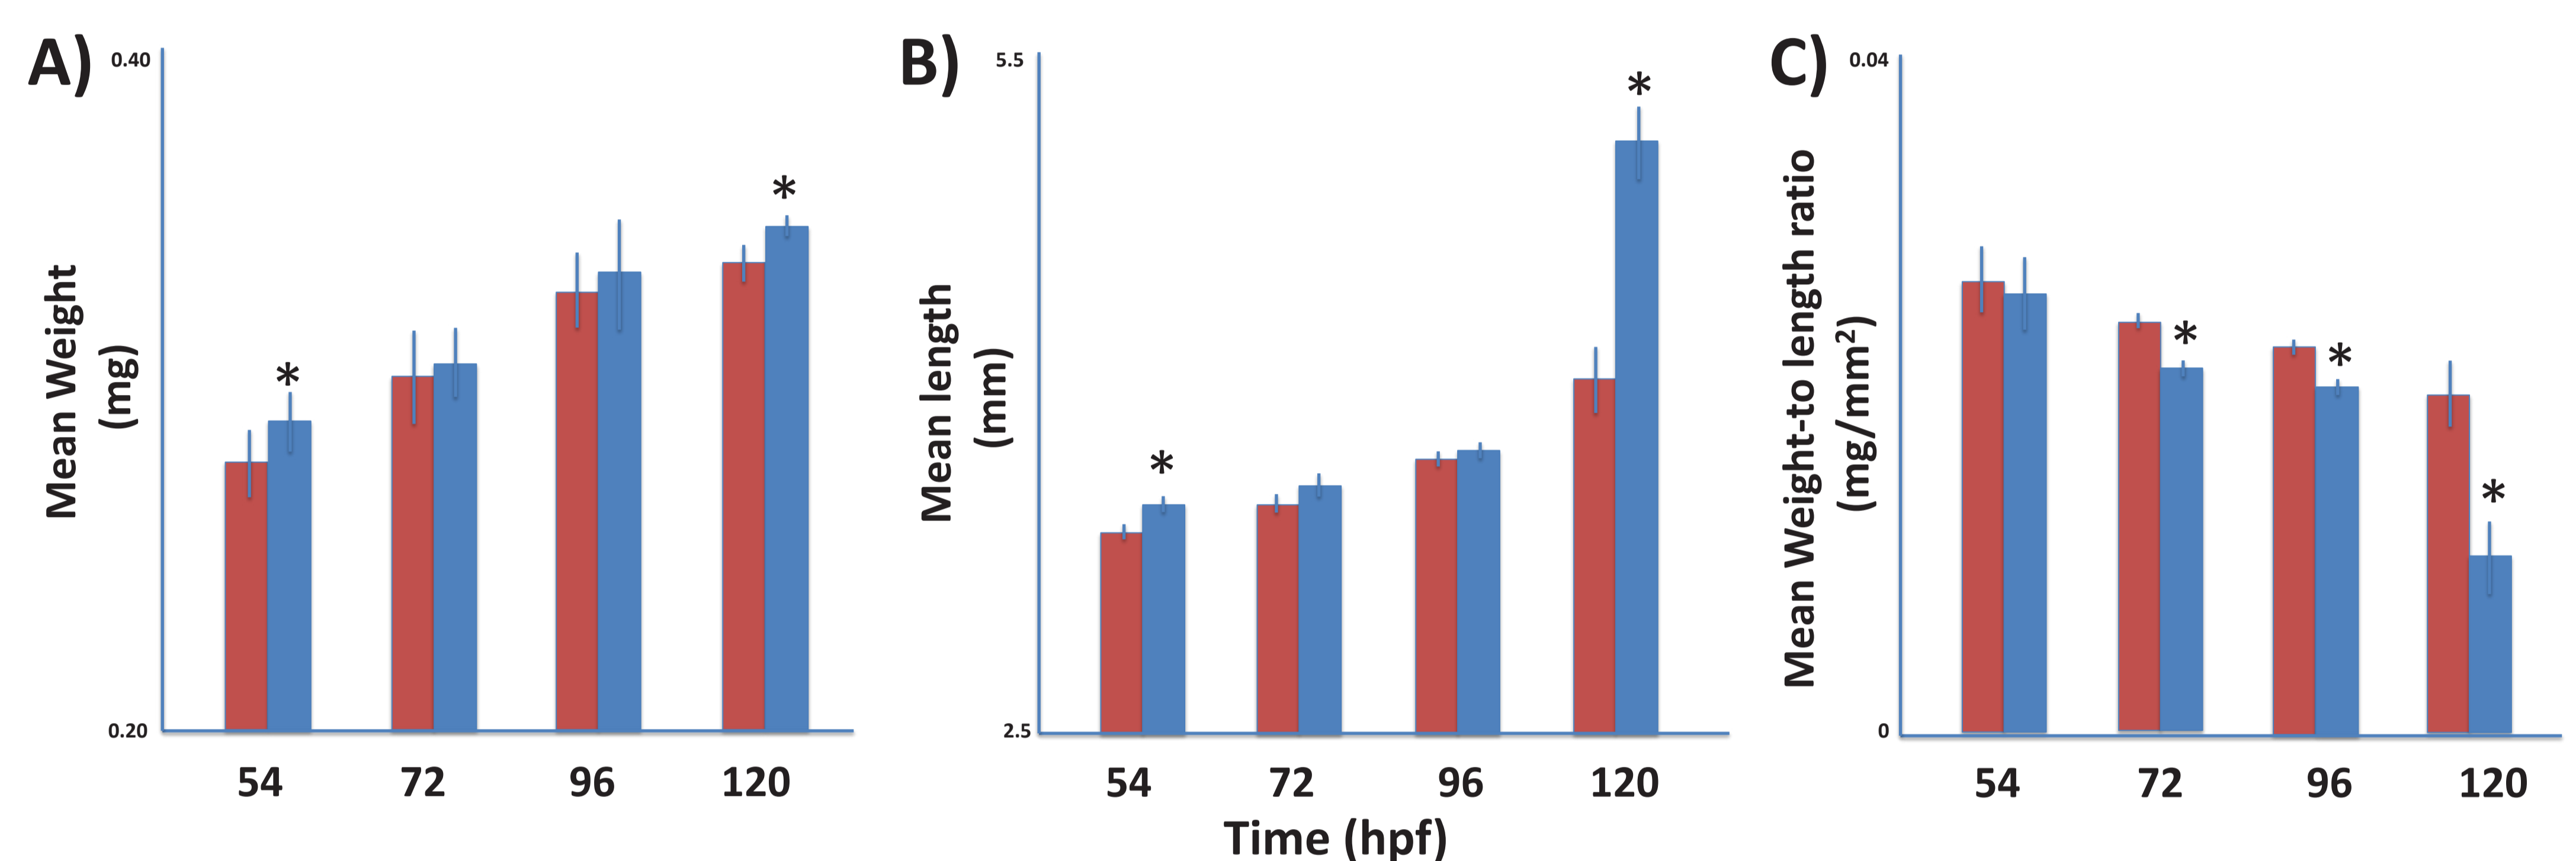 A)
0.40
Mean Weight
(mg)
*
*
0.20
54 72 96 120
B)
5.5
Mean length
(mm)
*
*
2.5
54 72 96 120
Time (hpf)
C)
0.04
Mean Weight-to length ratio
(mg/mm²)
*
*
*
0
54 72 96 120